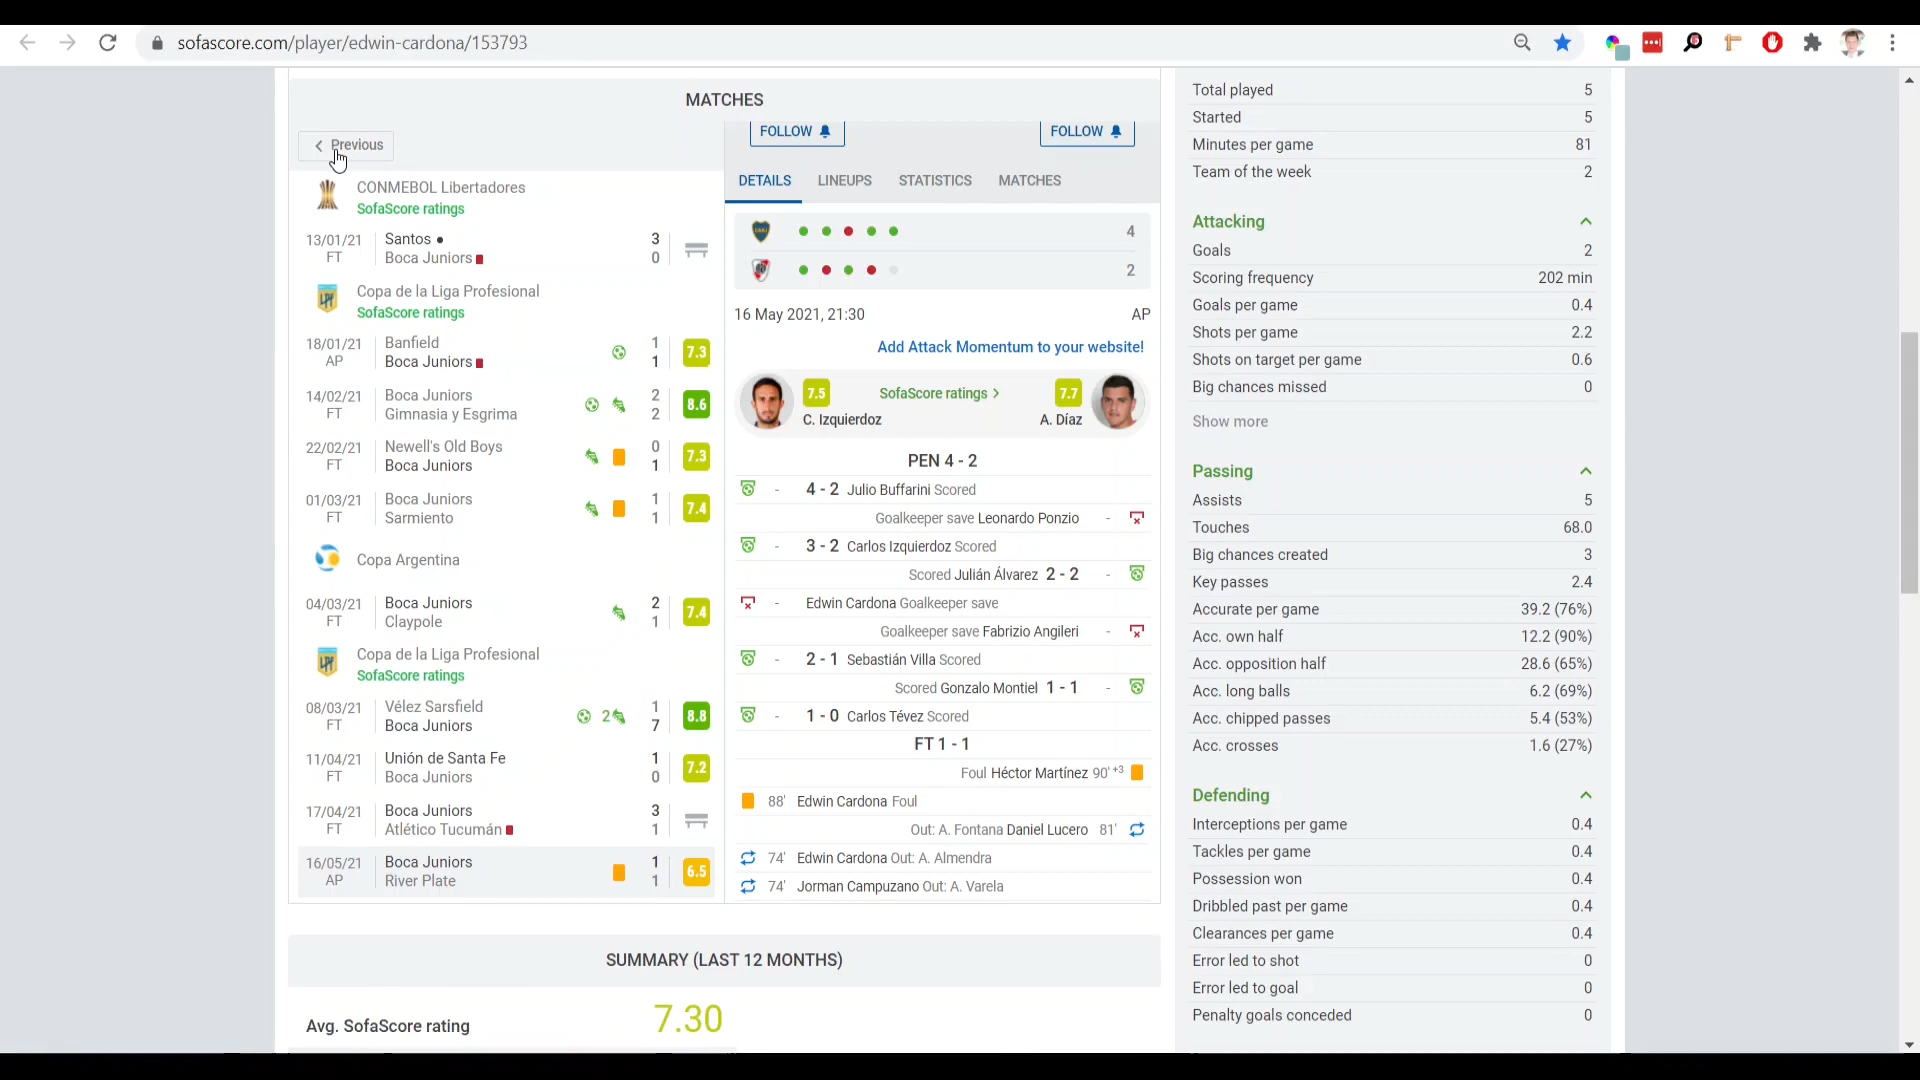 sofascore.com/player/edwin-cardona/153793
MATCHES
Previous
CONMEBOL Libertadores
SofaScore ratings
13/01/21 Santos 3
FT Boca Juniors 0
Copa de la Liga Profesional
SofaScore ratings
18/01/21 Banfield 1
AP Boca Juniors 1 7.3
14/02/21 Boca Juniors 2
FT Gimnasia y Esgrima 2 8.6
22/02/21 Newell's Old Boys 0
FT Boca Juniors 1 7.3
01/03/21 Boca Juniors 1
FT Sarmiento 1 7.4
Copa Argentina
04/03/21 Boca Juniors 2
FT Claypole 1 7.4
Copa de la Liga Profesional
SofaScore ratings
08/03/21 Vélez Sarsfield 1
FT Boca Juniors 2 7 8.8
11/04/21 Unión de Santa Fe 1
FT Boca Juniors 0 7.2
17/04/21 Boca Juniors 3
FT Atlético Tucumán 1
16/05/21 Boca Juniors 1
AP River Plate 1 6.5
FOLLOW FOLLOW
DETAILS LINEUPS STATISTICS MATCHES
4
2
16 May 2021, 21:30 AP
Add Attack Momentum to your website!
7.5 SofaScore ratings > 7.7
C. Izquierdoz A. Díaz
PEN 4 - 2
- 4 - 2 Julio Buffarini Scored
Goalkeeper save Leonardo Ponzio -
- 3 - 2 Carlos Izquierdoz Scored
Scored Julián Álvarez 2 - 2 -
- Edwin Cardona Goalkeeper save
Goalkeeper save Fabrizio Angileri -
- 2 - 1 Sebastián Villa Scored
Scored Gonzalo Montiel 1 - 1 -
- 1 - 0 Carlos Tévez Scored
FT 1 - 1
Foul Héctor Martínez 90' +3
88' Edwin Cardona Foul
Out: A. Fontana Daniel Lucero 81'
74' Edwin Cardona Out: A. Almendra
74' Jorman Campuzano Out: A. Varela
SUMMARY (LAST 12 MONTHS)
Avg. SofaScore rating 7.30
Total played 5
Started 5
Minutes per game 81
Team of the week 2
Attacking
Goals 2
Scoring frequency 202 min
Goals per game 0.4
Shots per game 2.2
Shots on target per game 0.6
Big chances missed 0
Show more
Passing
Assists 5
Touches 68.0
Big chances created 3
Key passes 2.4
Accurate per game 39.2 (76%)
Acc. own half 12.2 (90%)
Acc. opposition half 28.6 (65%)
Acc. long balls 6.2 (69%)
Acc. chipped passes 5.4 (53%)
Acc. crosses 1.6 (27%)
Defending
Interceptions per game 0.4
Tackles per game 0.4
Possession won 0.4
Dribbled past per game 0.4
Clearances per game 0.4
Error led to shot 0
Error led to goal 0
Penalty goals conceded 0